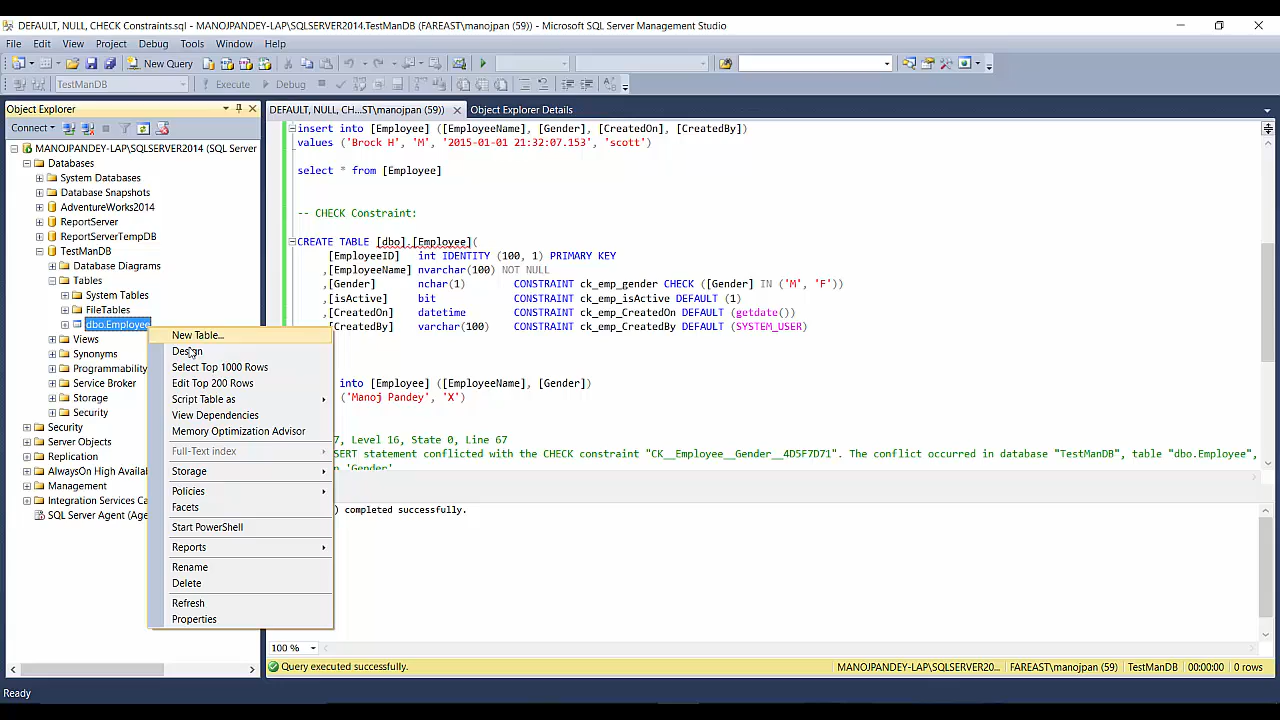 DEFAULT, NULL, CHECK Constraints.sql - MANOJPANDEY-LAP\SQLSERVER2014.TestManDB (FAREAST\manojpan (59)) - Microsoft SQL Server Management Studio
File Edit View Project Debug Tools Window Help
New Query
TestManDB Execute Debug
Object Explorer
DEFAULT, NULL, CH...ST\manojpan (59)) Object Explorer Details
Connect
MANOJPANDEY-LAP\SQLSERVER2014 (SQL Server
Databases
System Databases
Database Snapshots
AdventureWorks2014
ReportServer
ReportServerTempDB
TestManDB
Database Diagrams
Tables
System Tables
FileTables
dbo.Employee
Views
Synonyms
Programmability
Service Broker
Storage
Security
Security
Server Objects
Replication
AlwaysOn High Availab
Management
Integration Services Ca
SQL Server Agent (Age
New Table...
Design
Select Top 1000 Rows
Edit Top 200 Rows
Script Table as
View Dependencies
Memory Optimization Advisor
Full-Text index
Storage
Policies
Facets
Start PowerShell
Reports
Rename
Delete
Refresh
Properties
insert into [Employee] ([EmployeeName], [Gender], [CreatedOn], [CreatedBy])
values ('Brock H', 'M', '2015-01-01 21:32:07.153', 'scott')
select * from [Employee]
-- CHECK Constraint:
CREATE TABLE [dbo].[Employee](
[EmployeeID] int IDENTITY (100, 1) PRIMARY KEY
,[EmployeeName] nvarchar(100) NOT NULL
,[Gender] nchar(1) CONSTRAINT ck_emp_gender CHECK ([Gender] IN ('M', 'F'))
,[isActive] bit CONSTRAINT ck_emp_isActive DEFAULT (1)
,[CreatedOn] datetime CONSTRAINT ck_emp_CreatedOn DEFAULT (getdate())
[CreatedBy] varchar(100) CONSTRAINT ck_emp_CreatedBy DEFAULT (SYSTEM_USER)
into [Employee] ([EmployeeName], [Gender])
('Manoj Pandey', 'X')
7, Level 16, State 0, Line 67
ERT statement conflicted with the CHECK constraint "CK__Employee__Gender__4D5F7D71". The conflict occurred in database "TestManDB", table "dbo.Employee",
'Gender'.
) completed successfully.
100 %
Query executed successfully. MANOJPANDEY-LAP\SQLSERVER20... FAREAST\manojpan (59) TestManDB 00:00:00 0 rows
Ready